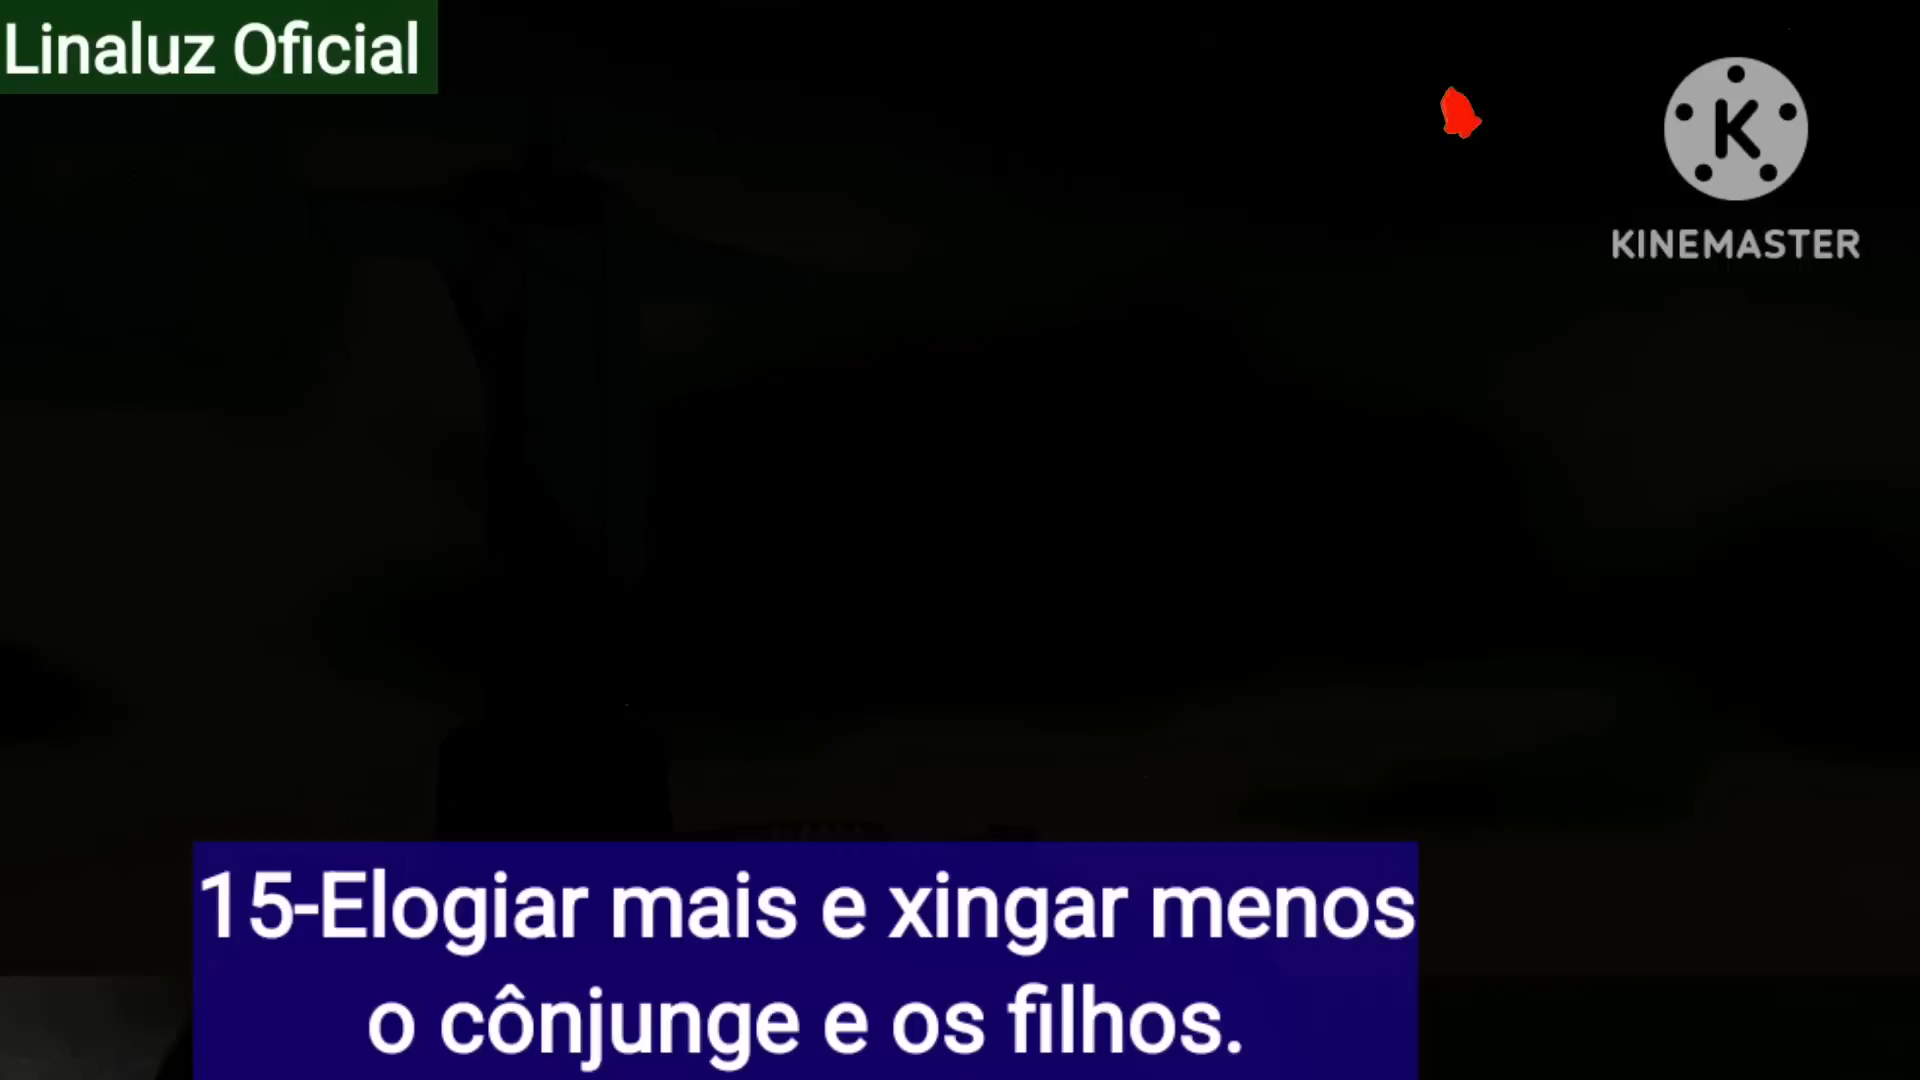 Linaluz Oficial
K
KINEMASTER
15-Elogiar mais e xingar menos
o cônjunge e os filhos.